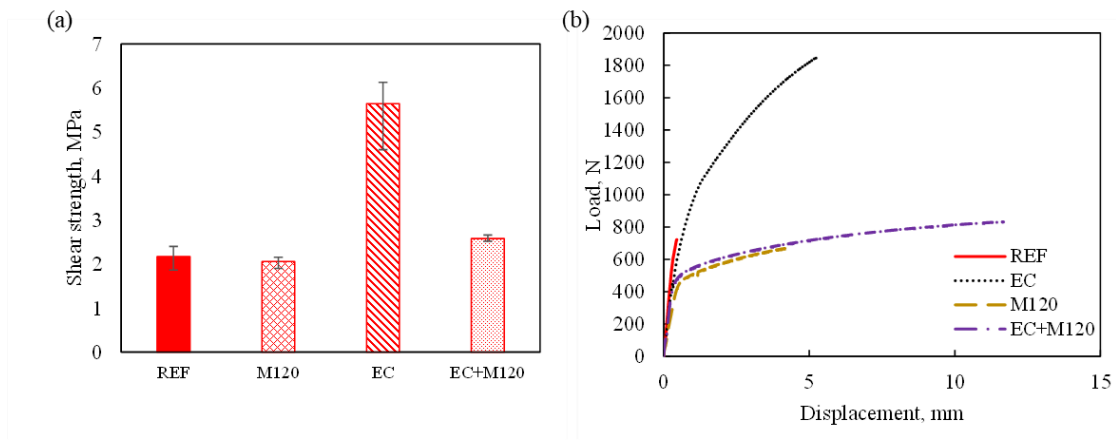 (a)
Shear strength, MPa
7
6
5
4
3
2
1
0
REF M120 EC EC+M120
(b)
Load, N
2000
1800
1600
1400
1200
1000
800
600
400
200
0
0 5 10 15
Displacement, mm
REF
EC
M120
EC+M120